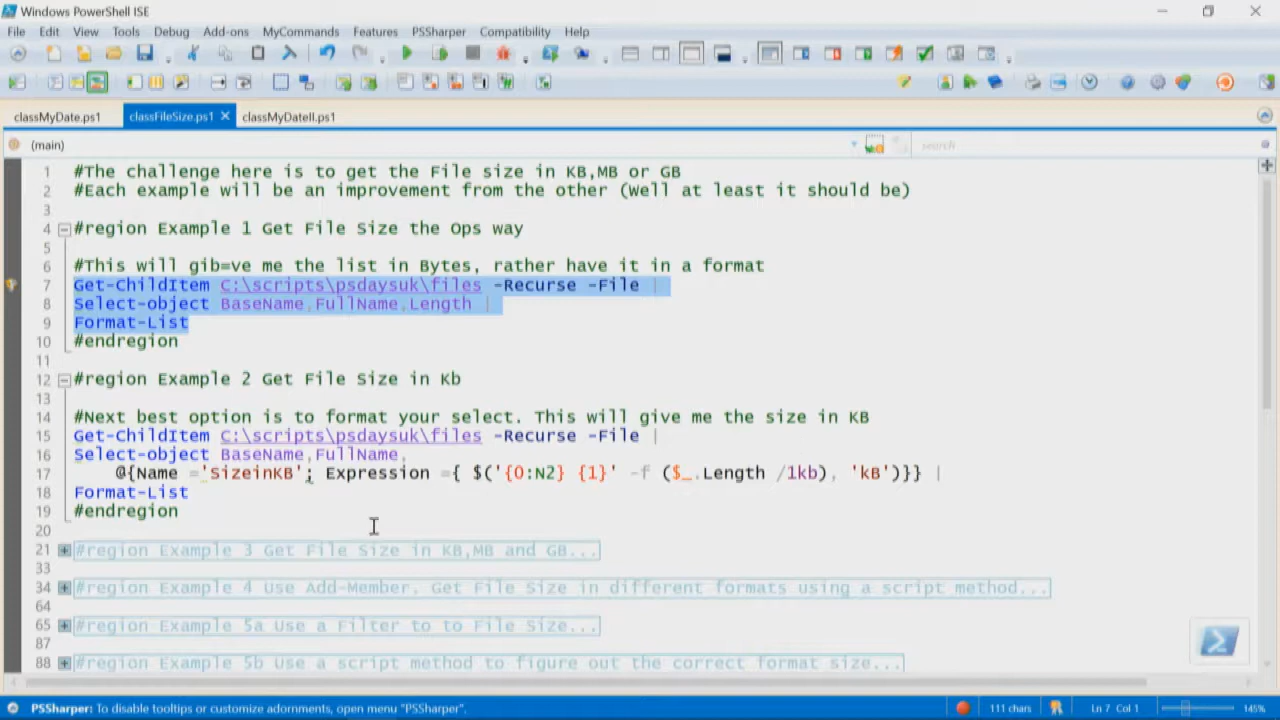 Windows PowerShell ISE
File Edit View Tools Debug Add-ons MyCommands Features PSSharper Compatibility Help
classMyDate.ps1 classFileSize.ps1 classMyDateII.ps1
(main) search
1 #The challenge here is to get the File size in KB,MB or GB
2 #Each example will be an improvement from the other (Well at least it should be)
3
4 #region Example 1 Get File Size the Ops way
5
6 #This will gib=ve me the list in Bytes, rather have it in a format
7 Get-ChildItem C:\scripts\psdaysuk\files -Recurse -File |
8 Select-object BaseName,FullName,Length |
9 Format-List
10 #endregion
11
12 #region Example 2 Get File Size in Kb
13
14 #Next best option is to format your select. This will give me the size in KB
15 Get-ChildItem C:\scripts\psdaysuk\files -Recurse -File |
16 Select-object BaseName,FullName,
17 @{Name ='SizeinKB'; Expression ={ $('{0:N2} {1}' -f ($_.Length /1kb), 'kB')}} |
18 Format-List
19 #endregion
20
21 #region Example 3 Get File Size in KB,MB and GB...
33
34 #region Example 4 Use Add-Member, Get File Size in different formats using a script method...
64
65 #region Example 5a Use a Filter to to File Size...
87
88 #region Example 5b Use a script method to figure out the correct format size...
PSSharper: To disable tooltips or customize adornments, open menu "PSSharper". 111 chars Ln 7 Col 1 145%